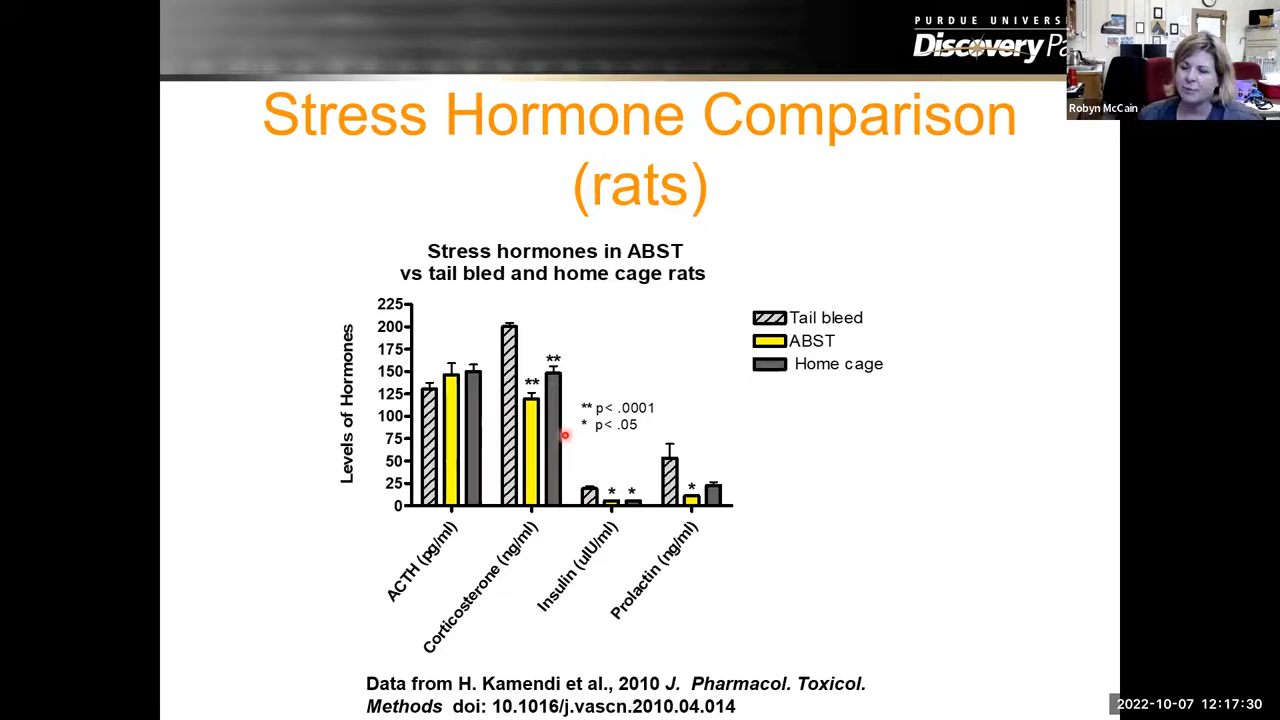 PURDUE UNIVERS
Discovery Pa
Robyn McCain
Stress Hormone Comparison
(rats)
Stress hormones in ABST
vs tail bled and home cage rats
225
200
175
150
125
100
75
50
25
0
Levels of Hormones
**
**
** p< .0001
* p< .05
*
*
*
Tail bleed
ABST
Home cage
ACTH (pg/ml)
Corticosterone (ng/ml)
Insulin (uIU/ml)
Prolactin (ng/ml)
Data from H. Kamendi et al., 2010 J. Pharmacol. Toxicol.
Methods doi: 10.1016/j.vascn.2010.04.014
2022-10-07 12:17:30